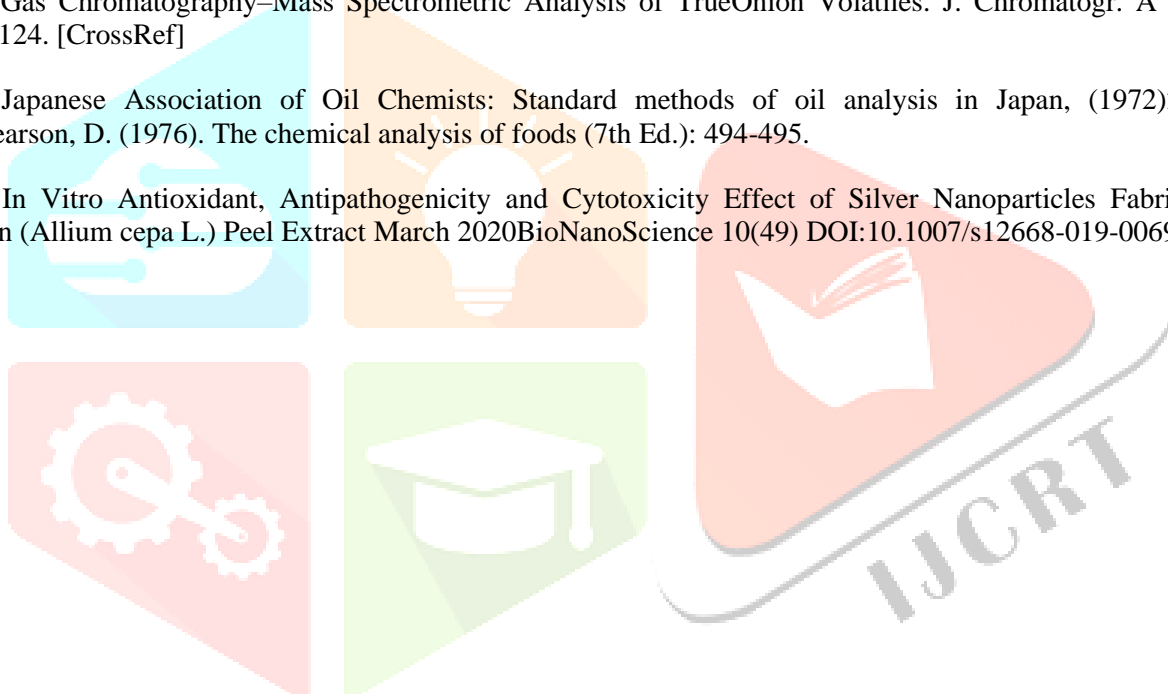 Gas Chromatography–Mass Spectrometric Analysis of TrueOnion Volatiles. J. Chromatogr. A
124. [CrossRef]
Japanese Association of Oil Chemists: Standard methods of oil analysis in Japan, (1972)
earson, D. (1976). The chemical analysis of foods (7th Ed.): 494-495.
In Vitro Antioxidant, Antipathogenicity and Cytotoxicity Effect of Silver Nanoparticles Fabri
n (Allium cepa L.) Peel Extract March 2020BioNanoScience 10(49) DOI:10.1007/s12668-019-0069
IJCRT